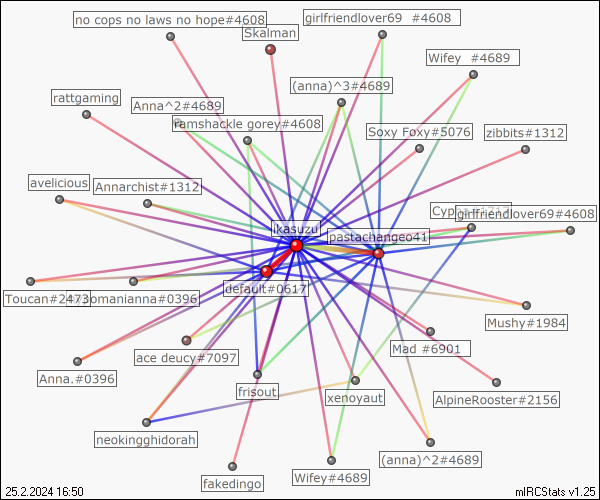 no cops no laws no hope#4608
girlfriendlover69 #4608
Skalman
Wifey #4689
(anna)^3#4689
rattgaming
Anna^2#4689
ramshackle gorey#4608
Soxy Foxy#5076
zibbits#1312
avelicious
Annarchist#1312
girlfriendlover69#4608
ikasuzu
pastachangeo41
default#0617
Toucan#2473
omanianna#0396
Mushy#1984
ace deucy#7097
Mad #6901
Anna.#0396
frisout
xenoyaut
AlpineRooster#2156
neokingghidorah
(anna)^2#4689
fakedingo
Wifey#4689
25.2.2024 16:50
mIRCStats v1.25